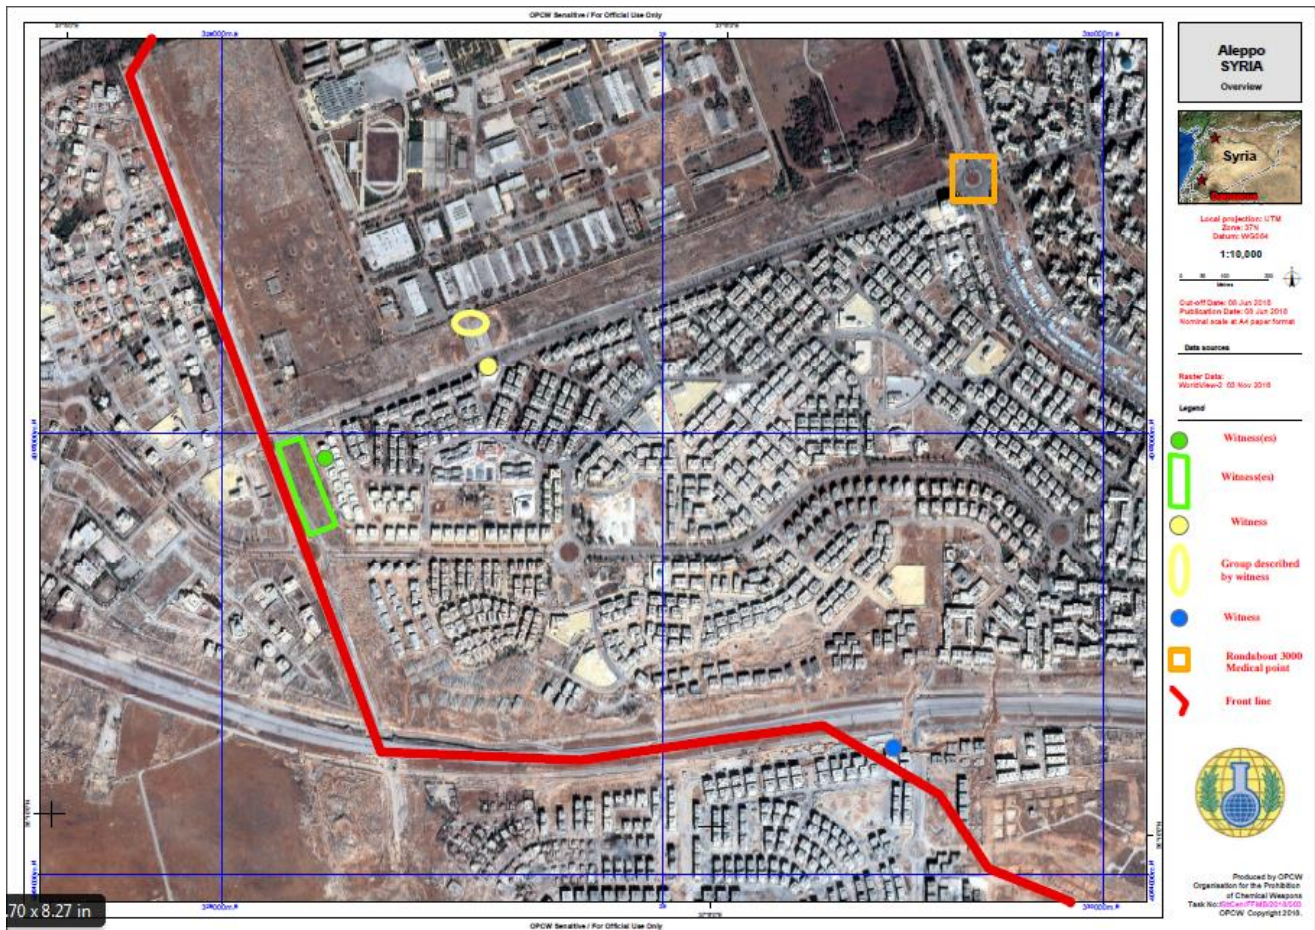 OPCW Sensitive / For Official Use Only
Aleppo
SYRIA
Overview
Syria
Local projection: UTM
Zone: 37N
Datum: WGS84
1:10,000
Metres
Cut-off Date: 08 Jun 2018
Publication Date: 08 Jun 2018
Nominal scale at A4 paper format
Data sources
Raster Data:
WorldView-2 03 Nov 2016
Legend
Witness(es)
Witness(es)
Witness
Group described
by witness
Witness
Rondabout 3000
Medical point
Front line
Produced by OPCW
Organisation for the Prohibition
of Chemical Weapons
Task No:
OPCW Copyright 2018.
.70 x 8.27 in
OPCW Sensitive / For Official Use Only